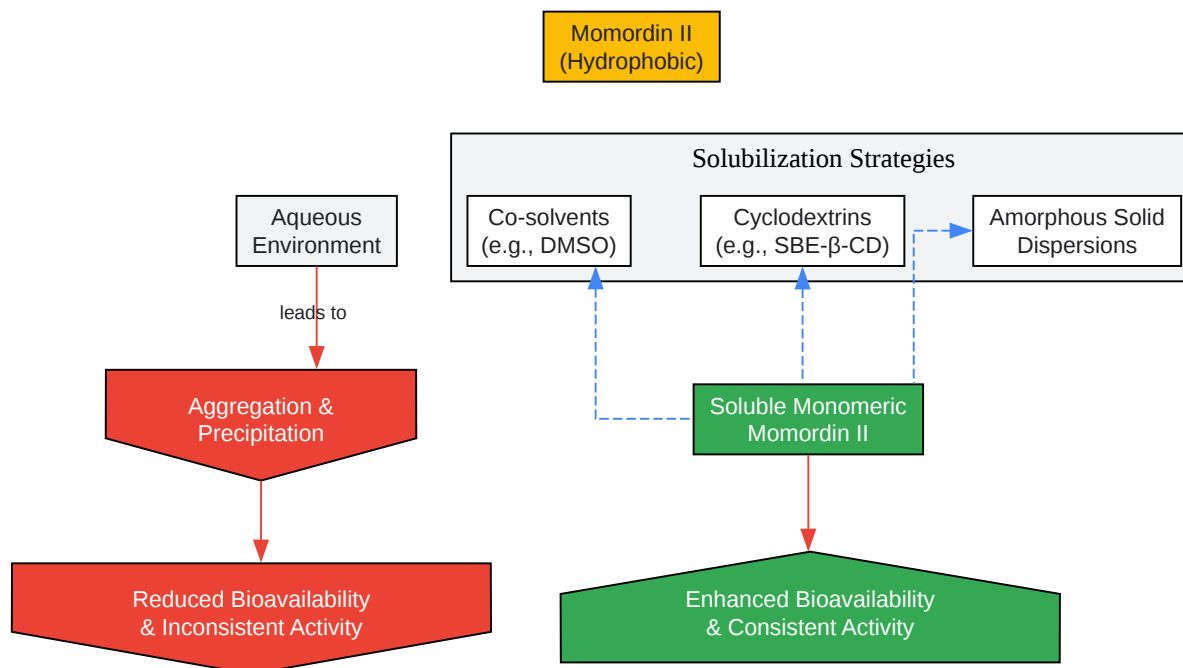 Momordin II
(Hydrophobic)
Solubilization Strategies
Aqueous
Environment
Co-solvents
(e.g., DMSO)
Cyclodextrins
(e.g., SBE-β-CD)
Amorphous Solid
Dispersions
leads to
Aggregation &
Precipitation
Soluble Monomeric
Momordin II
Reduced Bioavailability
& Inconsistent Activity
Enhanced Bioavailability
& Consistent Activity